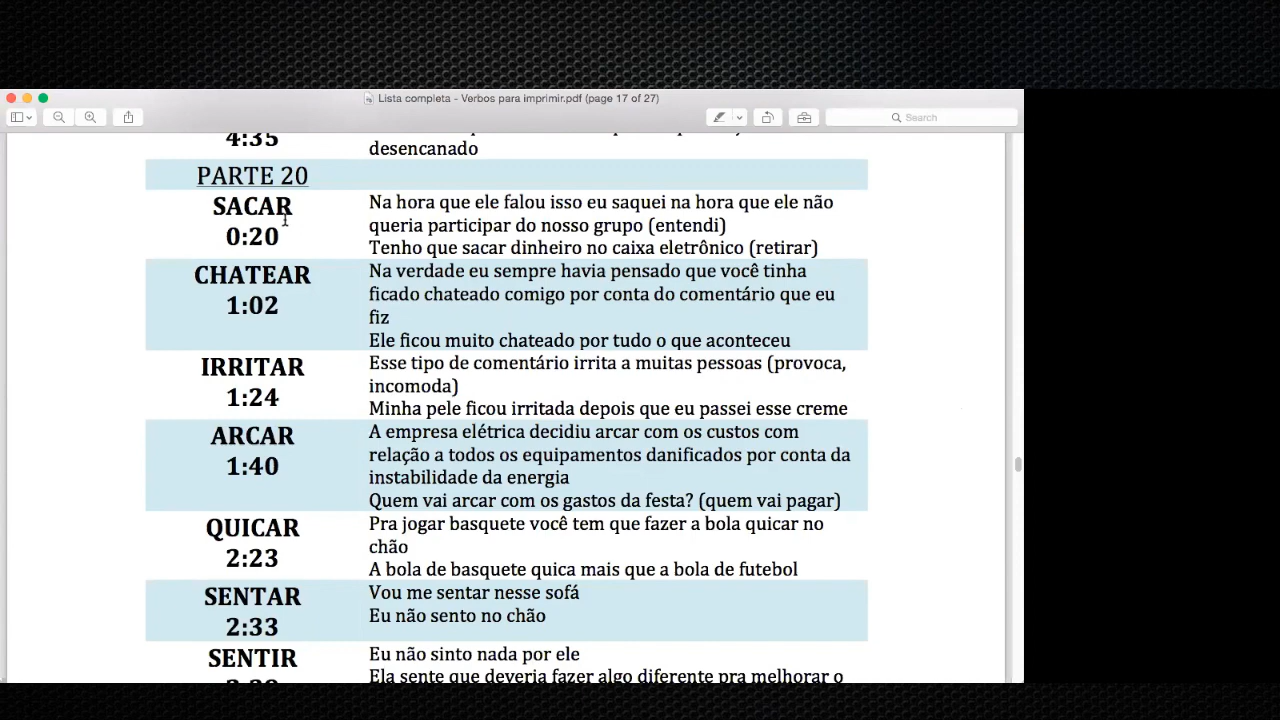 Lista completa - Verbos para imprimir.pdf (page 17 of 27)
Search
4:35
desencanado
PARTE 20
SACAR
0:20
Na hora que ele falou isso eu saquei na hora que ele não
queria participar do nosso grupo (entendi)
Tenho que sacar dinheiro no caixa eletrônico (retirar)
CHATEAR
1:02
Na verdade eu sempre havia pensado que você tinha
ficado chateado comigo por conta do comentário que eu
fiz
Ele ficou muito chateado por tudo o que aconteceu
IRRITAR
1:24
Esse tipo de comentário irrita a muitas pessoas (provoca,
incomoda)
Minha pele ficou irritada depois que eu passei esse creme
ARCAR
1:40
A empresa elétrica decidiu arcar com os custos com
relação a todos os equipamentos danificados por conta da
instabilidade da energia
Quem vai arcar com os gastos da festa? (quem vai pagar)
QUICAR
2:23
Pra jogar basquete você tem que fazer a bola quicar no
chão
A bola de basquete quica mais que a bola de futebol
SENTAR
2:33
Vou me sentar nesse sofá
Eu não sento no chão
SENTIR
Eu não sinto nada por ele
Ela sente que deveria fazer algo diferente pra melhorar o